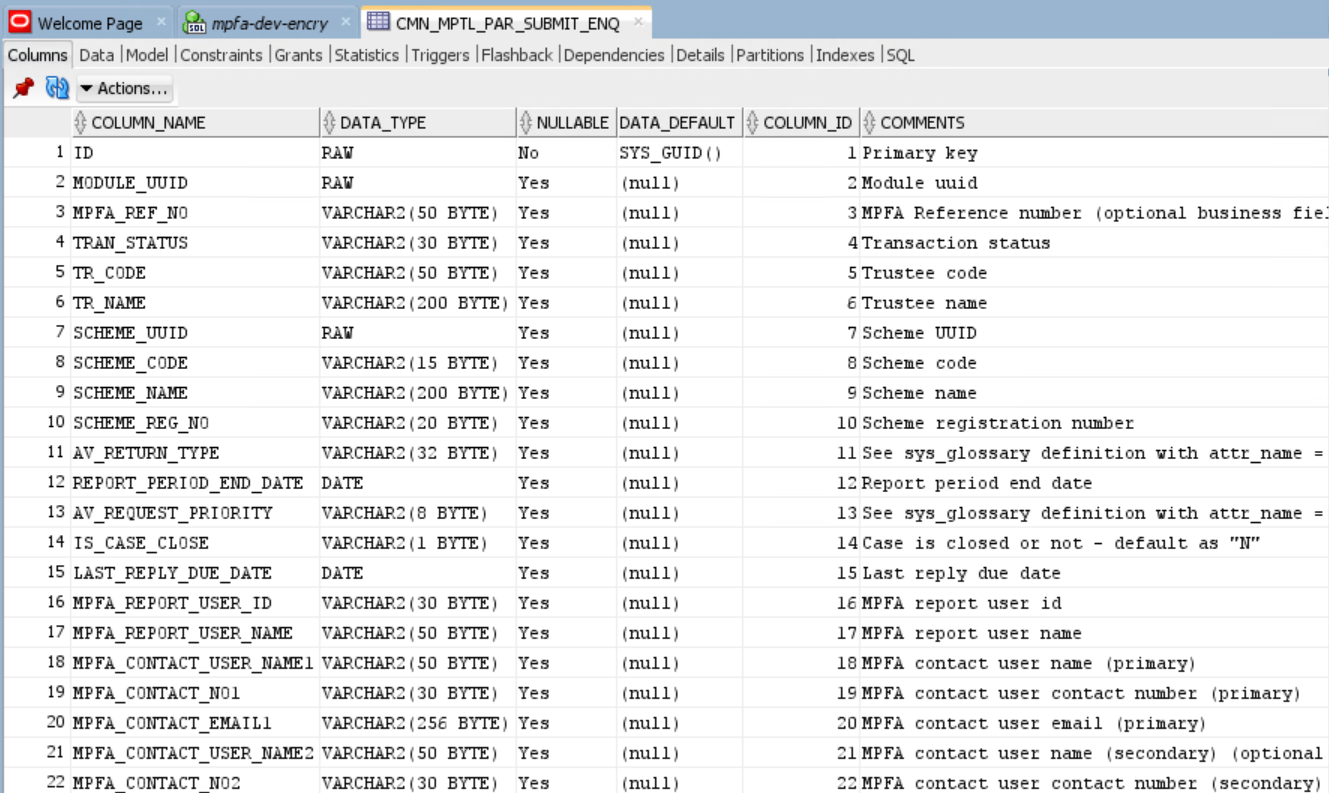 Welcome Page mpfa-dev-encry CMN_MPTL_PAR_SUBMIT_ENQ
Columns Data Model Constraints Grants Statistics Triggers Flashback Dependencies Details Partitions Indexes SQL
Actions...
COLUMN_NAME DATA_TYPE NULLABLE DATA_DEFAULT COLUMN_ID COMMENTS
1 ID RAW No SYS_GUID() 1 Primary key
2 MODULE_UUID RAW Yes (null) 2 Module uuid
3 MPFA_REF_NO VARCHAR2(50 BYTE) Yes (null) 3 MPFA Reference number (optional business fiel
4 TRAN_STATUS VARCHAR2(30 BYTE) Yes (null) 4 Transaction status
5 TR_CODE VARCHAR2(50 BYTE) Yes (null) 5 Trustee code
6 TR_NAME VARCHAR2(200 BYTE) Yes (null) 6 Trustee name
7 SCHEME_UUID RAW Yes (null) 7 Scheme UUID
8 SCHEME_CODE VARCHAR2(15 BYTE) Yes (null) 8 Scheme code
9 SCHEME_NAME VARCHAR2(200 BYTE) Yes (null) 9 Scheme name
10 SCHEME_REG_NO VARCHAR2(20 BYTE) Yes (null) 10 Scheme registration number
11 AV_RETURN_TYPE VARCHAR2(32 BYTE) Yes (null) 11 See sys_glossary definition with attr_name =
12 REPORT_PERIOD_END_DATE DATE Yes (null) 12 Report period end date
13 AV_REQUEST_PRIORITY VARCHAR2(8 BYTE) Yes (null) 13 See sys_glossary definition with attr_name =
14 IS_CASE_CLOSE VARCHAR2(1 BYTE) Yes (null) 14 Case is closed or not - default as "N"
15 LAST_REPLY_DUE_DATE DATE Yes (null) 15 Last reply due date
16 MPFA_REPORT_USER_ID VARCHAR2(30 BYTE) Yes (null) 16 MPFA report user id
17 MPFA_REPORT_USER_NAME VARCHAR2(50 BYTE) Yes (null) 17 MPFA report user name
18 MPFA_CONTACT_USER_NAME1 VARCHAR2(50 BYTE) Yes (null) 18 MPFA contact user name (primary)
19 MPFA_CONTACT_NO1 VARCHAR2(30 BYTE) Yes (null) 19 MPFA contact user contact number (primary)
20 MPFA_CONTACT_EMAIL1 VARCHAR2(256 BYTE) Yes (null) 20 MPFA contact user email (primary)
21 MPFA_CONTACT_USER_NAME2 VARCHAR2(50 BYTE) Yes (null) 21 MPFA contact user name (secondary) (optional
22 MPFA_CONTACT_NO2 VARCHAR2(30 BYTE) Yes (null) 22 MPFA contact user contact number (secondary)